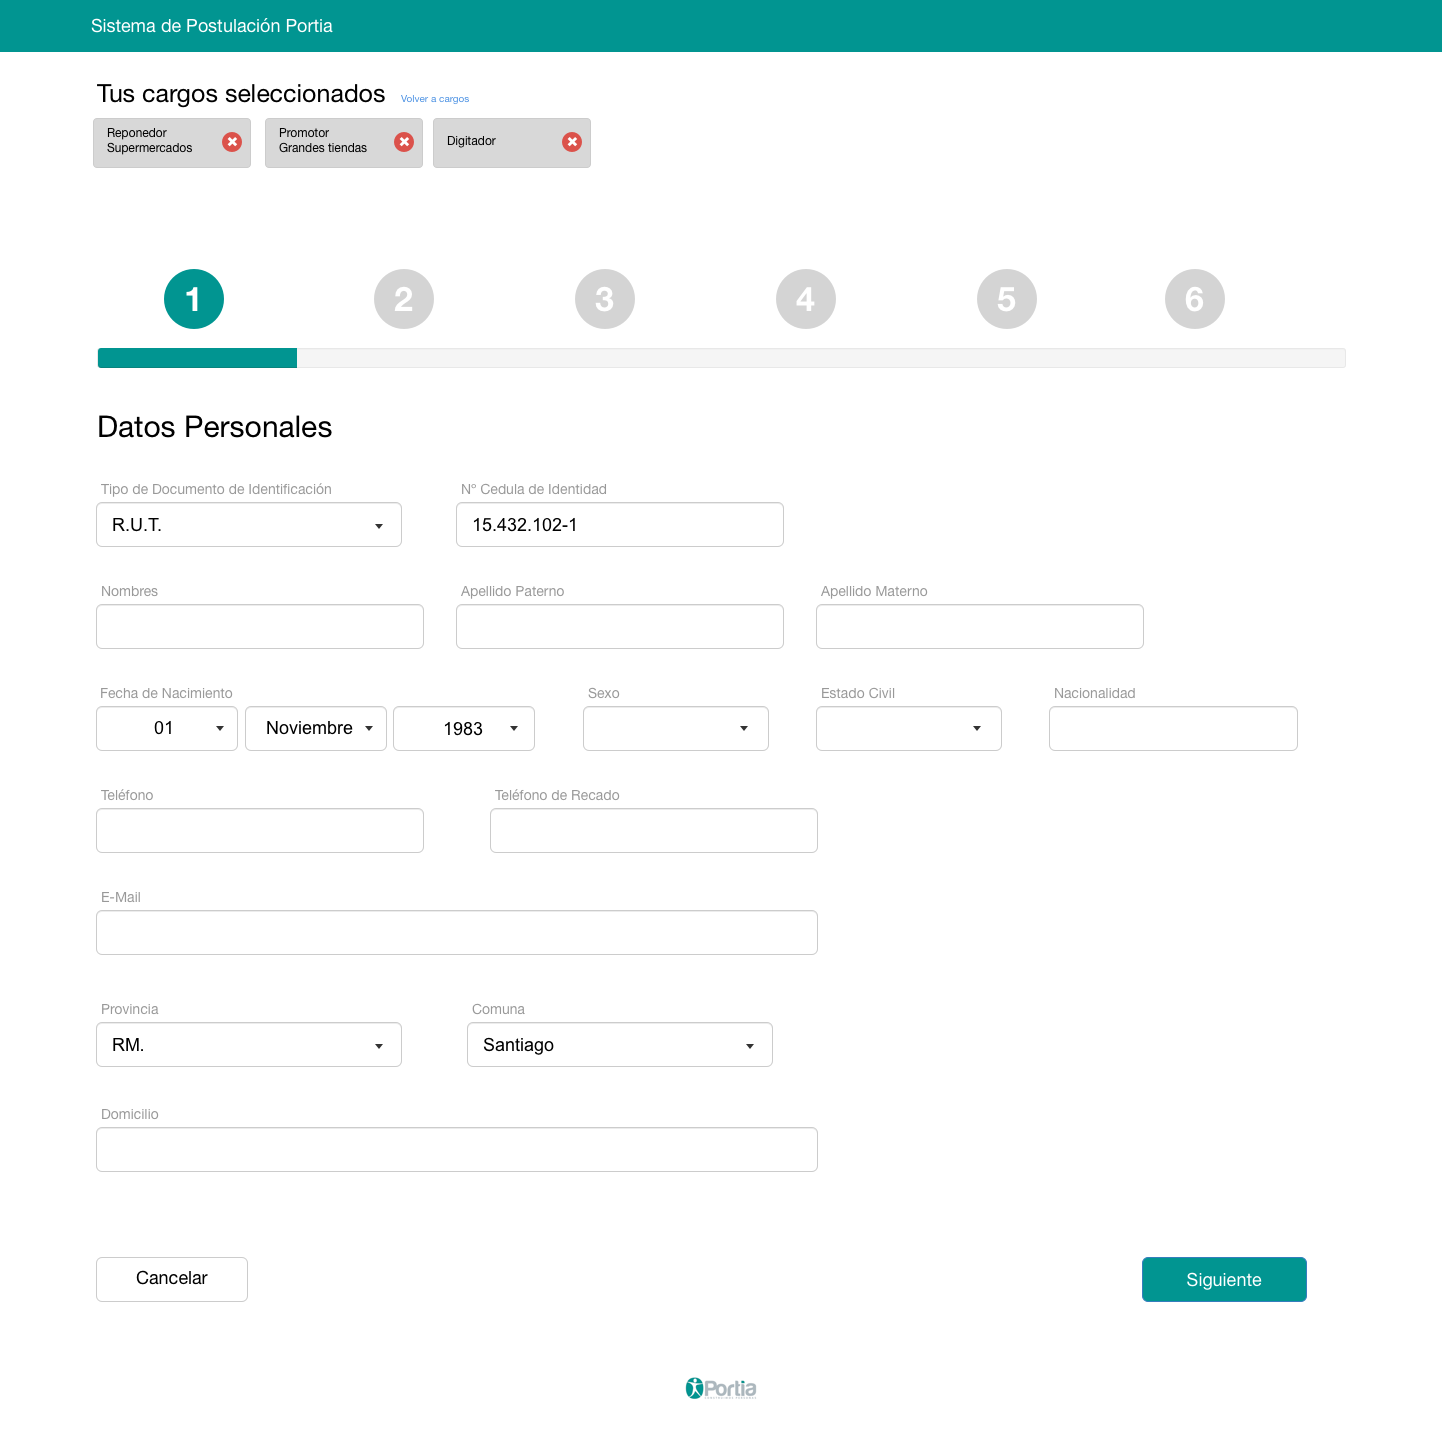 Sistema de Postulación Portia
Tus cargos seleccionados Volver a cargos
Reponedor
Supermercados
Promotor
Grandes tiendas
Digitador
1 2 3 4 5 6
Datos Personales
Tipo de Documento de Identificación
R.U.T.
Nº Cedula de Identidad
15.432.102-1
Nombres
Apellido Paterno
Apellido Materno
Fecha de Nacimiento
01 Noviembre 1983
Sexo
Estado Civil
Nacionalidad
Teléfono
Teléfono de Recado
E-Mail
Provincia
RM.
Comuna
Santiago
Domicilio
Cancelar
Siguiente
Portia